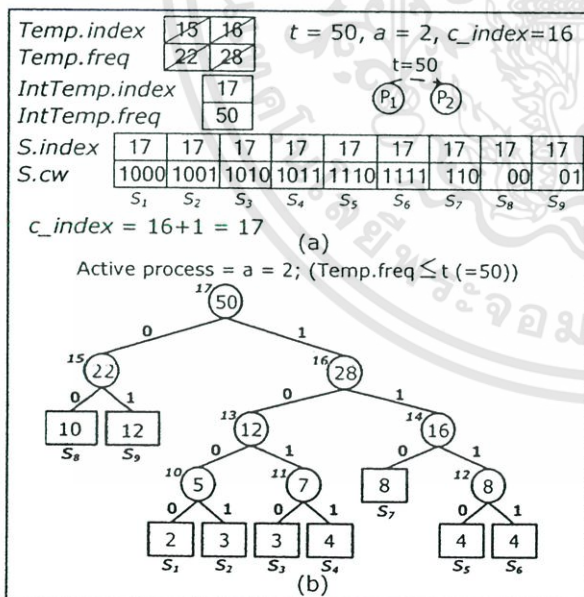 Temp.index 15 16 t = 50, a = 2, c_index=16
Temp.freq 22 28 t=50
IntTemp.index 17 P1 P2
IntTemp.freq 50
S.index 17 17 17 17 17 17 17 17 17
S.cw 1000 1001 1010 1011 1110 1111 110 00 01
S1 S2 S3 S4 S5 S6 S7 S8 S9
c_index = 16+1 = 17
(a)
Active process = a = 2; (Temp.freq ≤ t (=50))
17 50
0 1
15 22 16 28
0 1 0 1
10 12 13 12 14 16
S8 S9 0 1 0 1
10 5 11 7 8 12 8
S7
0 1 0 1 0 1
2 3 3 4 4 4
S1 S2 S3 S4 S5 S6
(b)